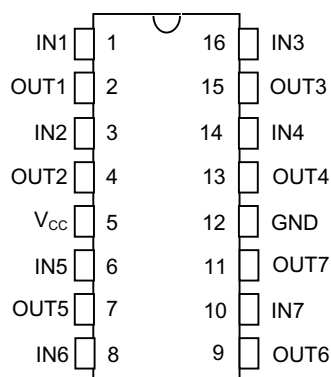 IN1 1 16 IN3
OUT1 2 15 OUT3
IN2 3 14 IN4
OUT2 4 13 OUT4
VCC 5 12 GND
IN5 6 11 OUT7
OUT5 7 10 IN7
IN6 8 9 OUT6